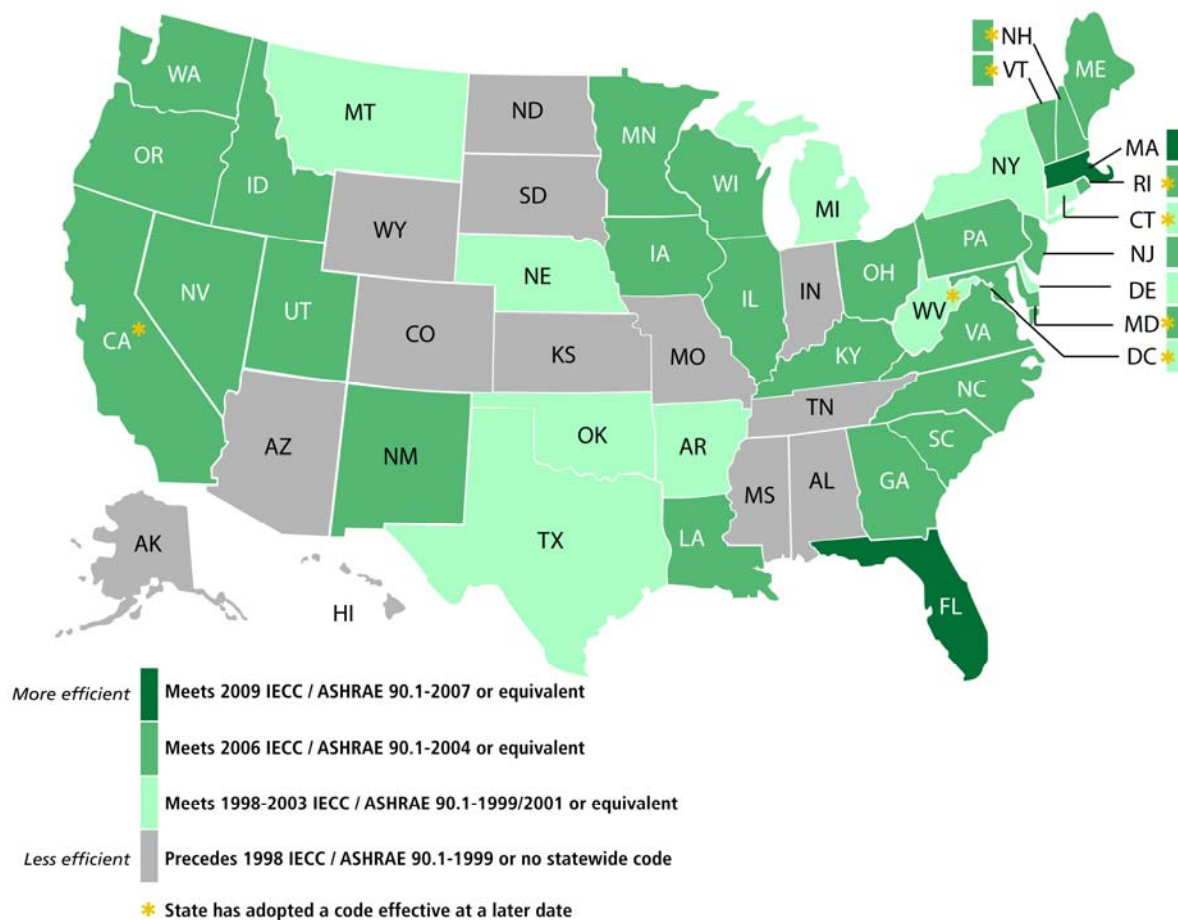 NH
WA
VT
ME
MT
ND
MN
OR
MA
ID
NY
WI
SD
RI
MI
WY
CT
PA
IA
NE
NJ
OH
NV
IN
DE
IL
UT
WV
CA
MD
VA
CO
DC
KS
MO
KY
NC
TN
OK
AZ
NM
AR
SC
GA
AL
MS
TX
LA
AK
FL
HI
More efficient Meets 2009 IECC / ASHRAE 90.1-2007 or equivalent
Meets 2006 IECC / ASHRAE 90.1-2004 or equivalent
Meets 1998-2003 IECC / ASHRAE 90.1-1999/2001 or equivalent
Less efficient Precedes 1998 IECC / ASHRAE 90.1-1999 or no statewide code
* State has adopted a code effective at a later date